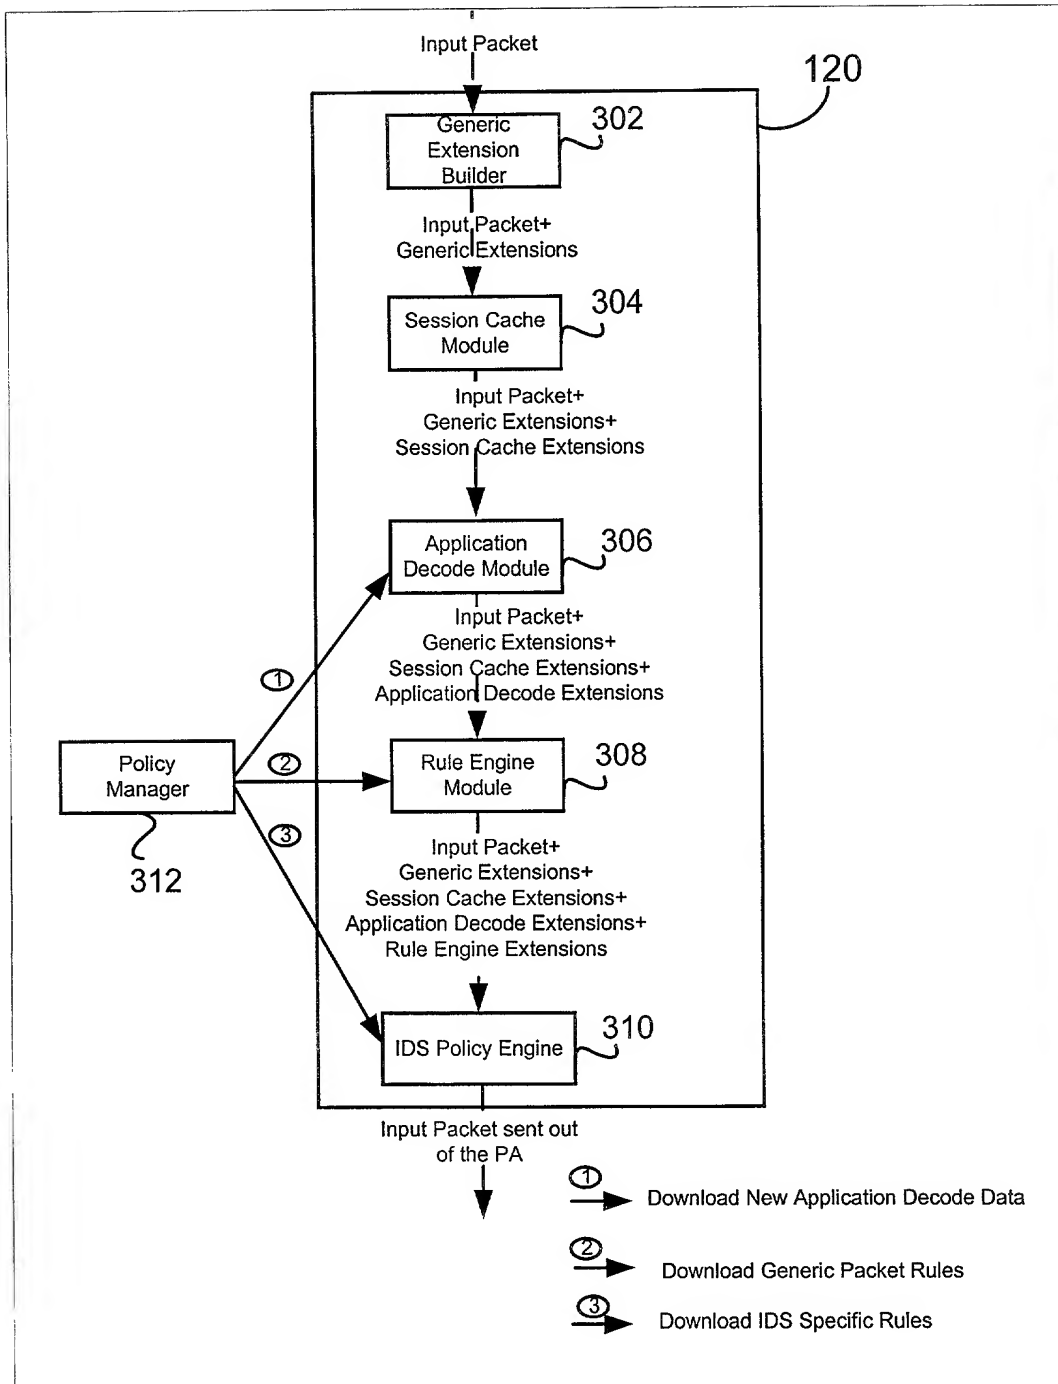 Input Packet
120
Generic
Extension
Builder
302
Input Packet+
Generic Extensions
Session Cache
Module
304
Input Packet+
Generic Extensions+
Session Cache Extensions
Application
Decode Module
306
Input Packet+
Generic Extensions+
Session Cache Extensions+
Application Decode Extensions
1
Policy
Manager
312
2
Rule Engine
Module
308
3
Input Packet+
Generic Extensions+
Session Cache Extensions+
Application Decode Extensions+
Rule Engine Extensions
IDS Policy Engine
310
Input Packet sent out
of the PA
1
Download New Application Decode Data
2
Download Generic Packet Rules
3
Download IDS Specific Rules